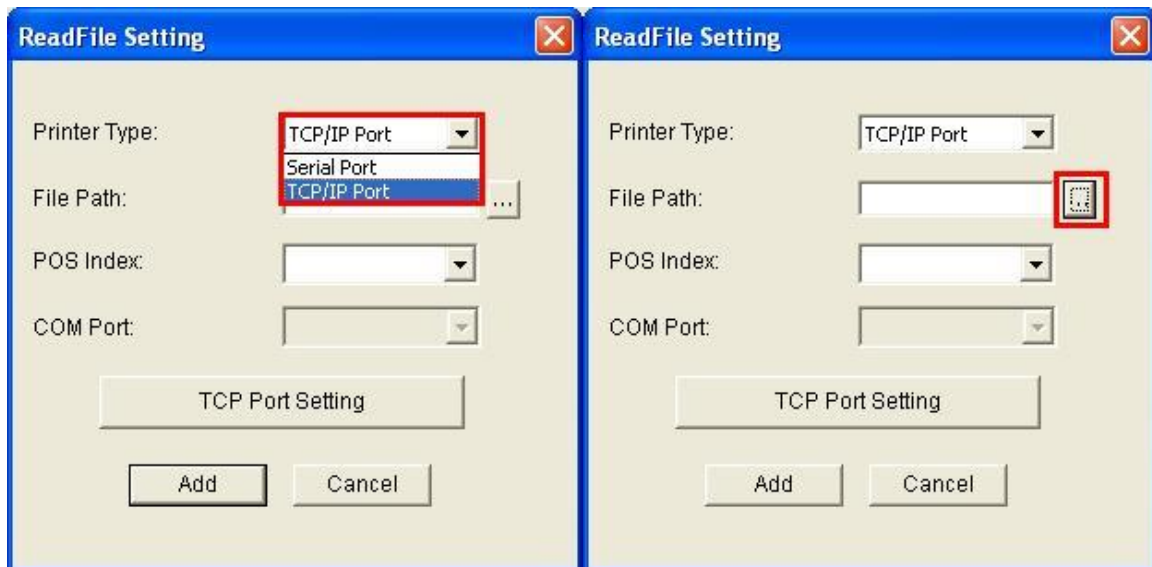 ReadFile Setting
Printer Type:
TCP/IP Port
Serial Port
TCP/IP Port
File Path:
...
POS Index:
COM Port:
TCP Port Setting
Add
Cancel
ReadFile Setting
Printer Type:
TCP/IP Port
File Path:
...
POS Index:
COM Port:
TCP Port Setting
Add
Cancel